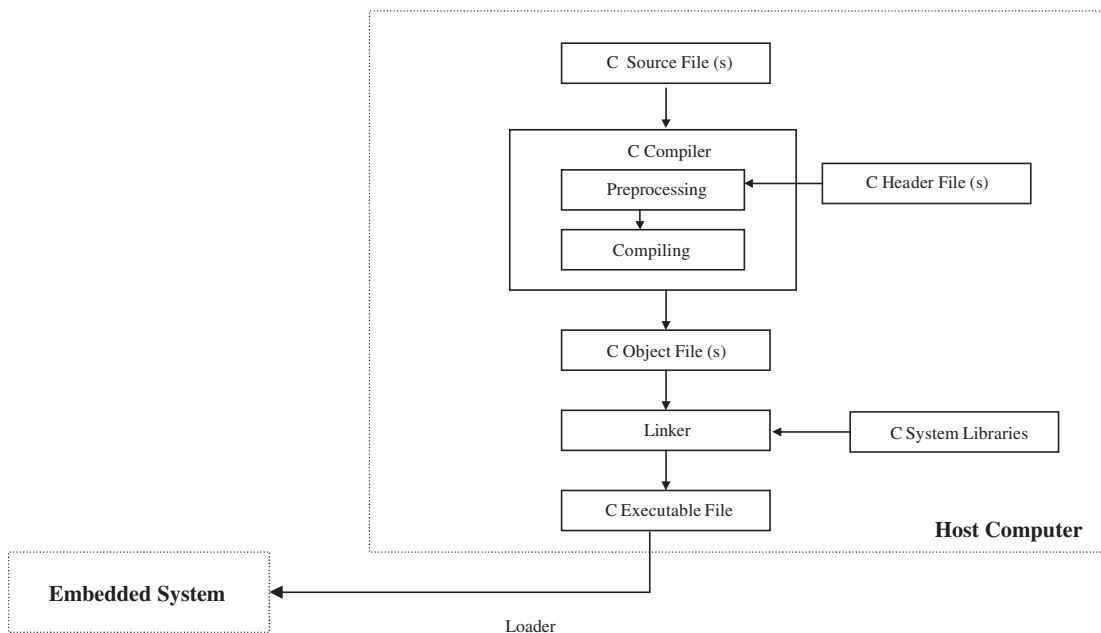 C Source File (s)
C Compiler
Preprocessing
C Header File (s)
Compiling
C Object File (s)
Linker
C System Libraries
C Executable File
Host Computer
Embedded System
Loader